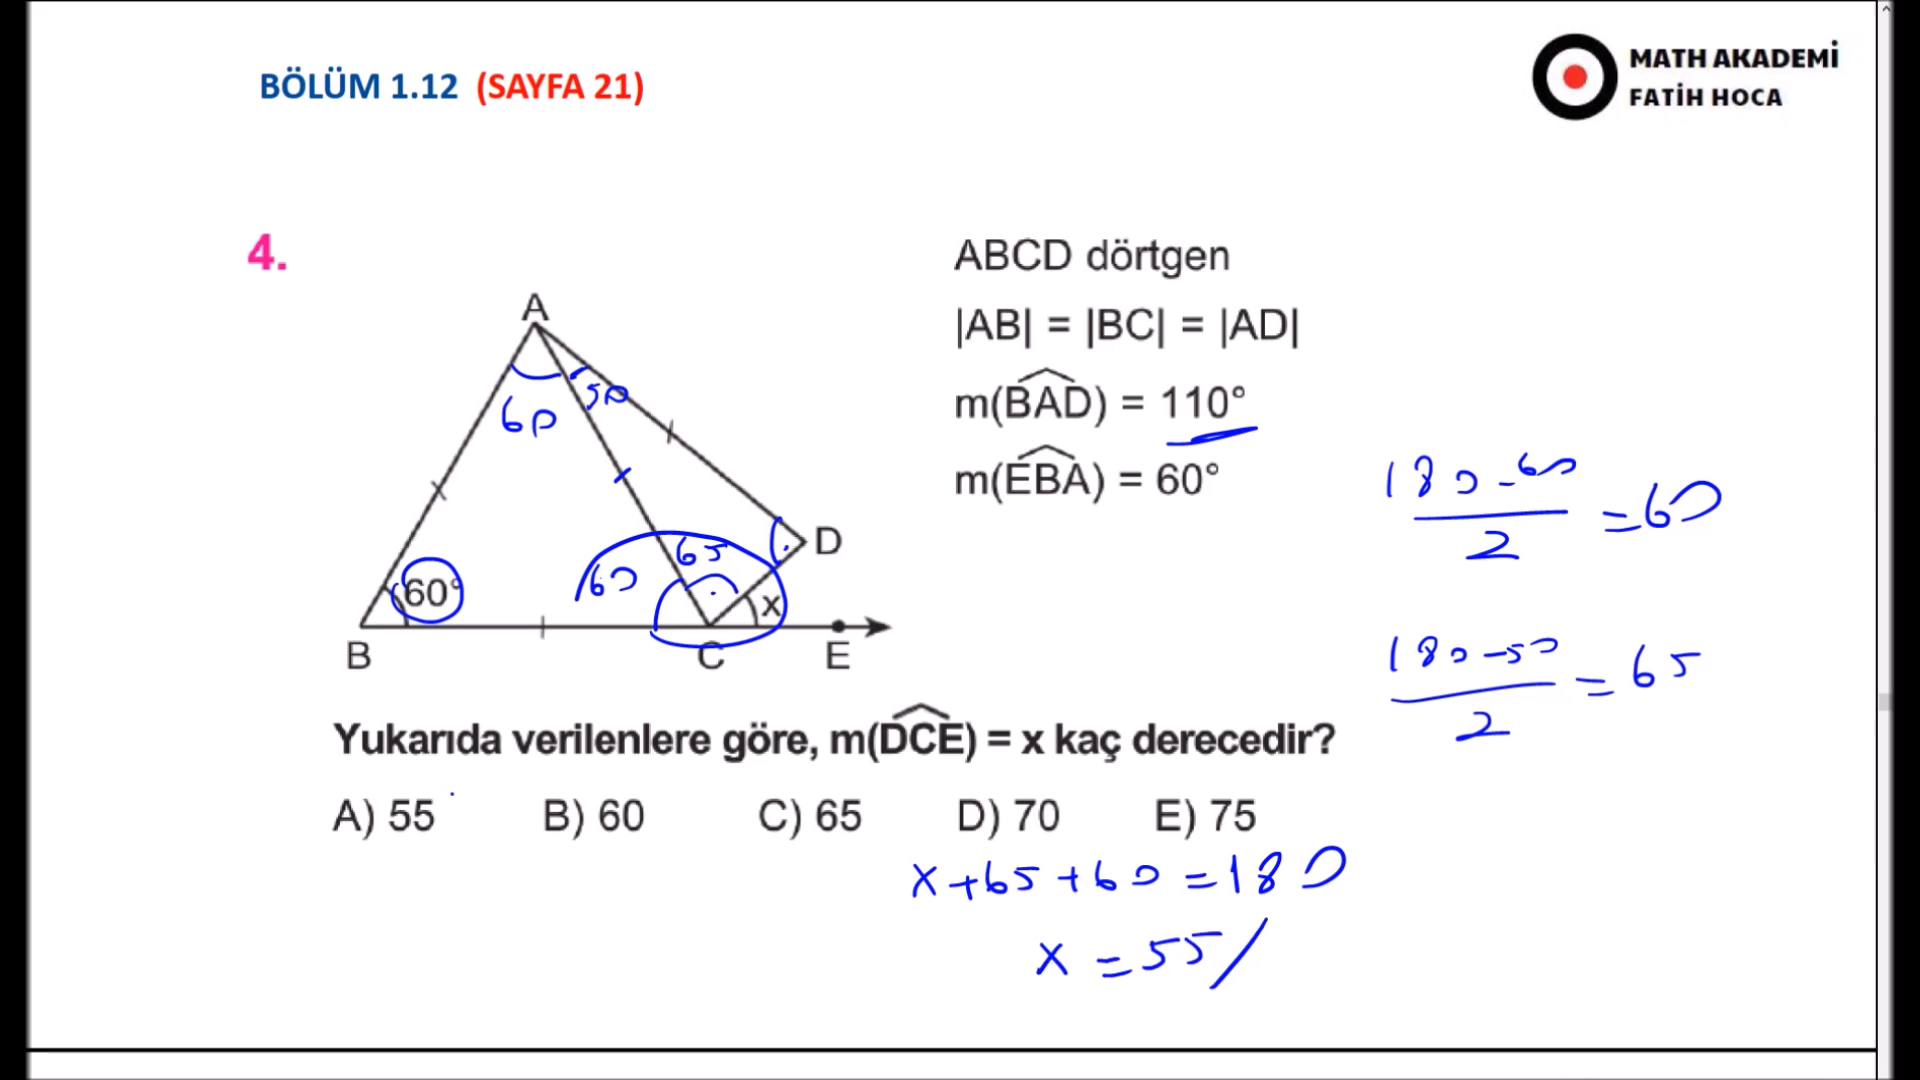 BÖLÜM 1.12 (SAYFA 21)
MATH AKADEMİ
FATİH HOCA
4.
ABCD dörtgen
|AB| = |BC| = |AD|
m(BAD) = 110°
m(EBA) = 60°
A
60
50
D
65
60
60°
x
B
C
E
180-60
2
=60
180-50
2
=65
Yukarıda verilenlere göre, m(DCE) = x kaç derecedir?
A) 55 B) 60 C) 65 D) 70 E) 75
x+65+60=180
x=55/